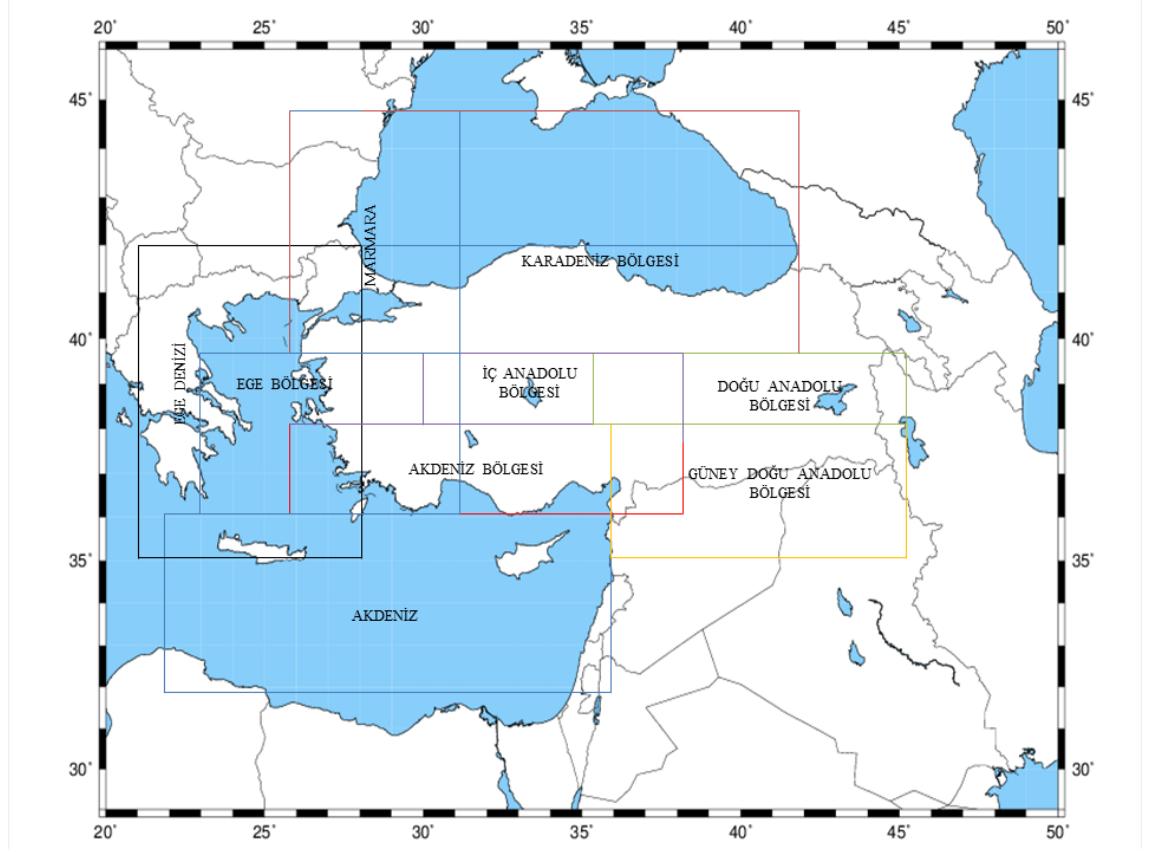 20°
25°
30°
35°
40°
45°
50°
45°
45°
MARMARA
KARADENİZ BÖLGESİ
40°
40°
EGE DENİZİ
EGE BÖLGESİ
İÇ ANADOLU
BÖLGESİ
DOĞU ANADOLU
BÖLGESİ
AKDENİZ BÖLGESİ
GÜNEY DOĞU ANADOLU
BÖLGESİ
35°
35°
AKDENİZ
30°
30°
20°
25°
30°
35°
40°
45°
50°